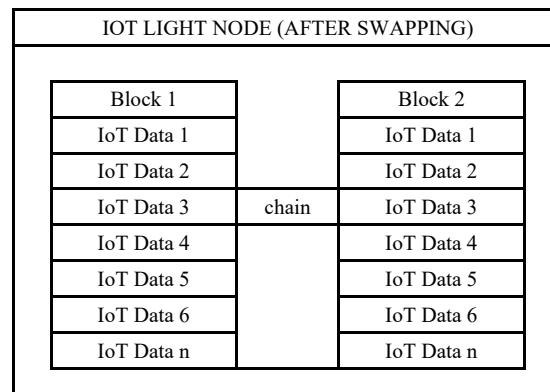 IOT LIGHT NODE (AFTER SWAPPING)
Block 1 Block 2
IoT Data 1 IoT Data 1
IoT Data 2 IoT Data 2
IoT Data 3 chain IoT Data 3
IoT Data 4 IoT Data 4
IoT Data 5 IoT Data 5
IoT Data 6 IoT Data 6
IoT Data n IoT Data n